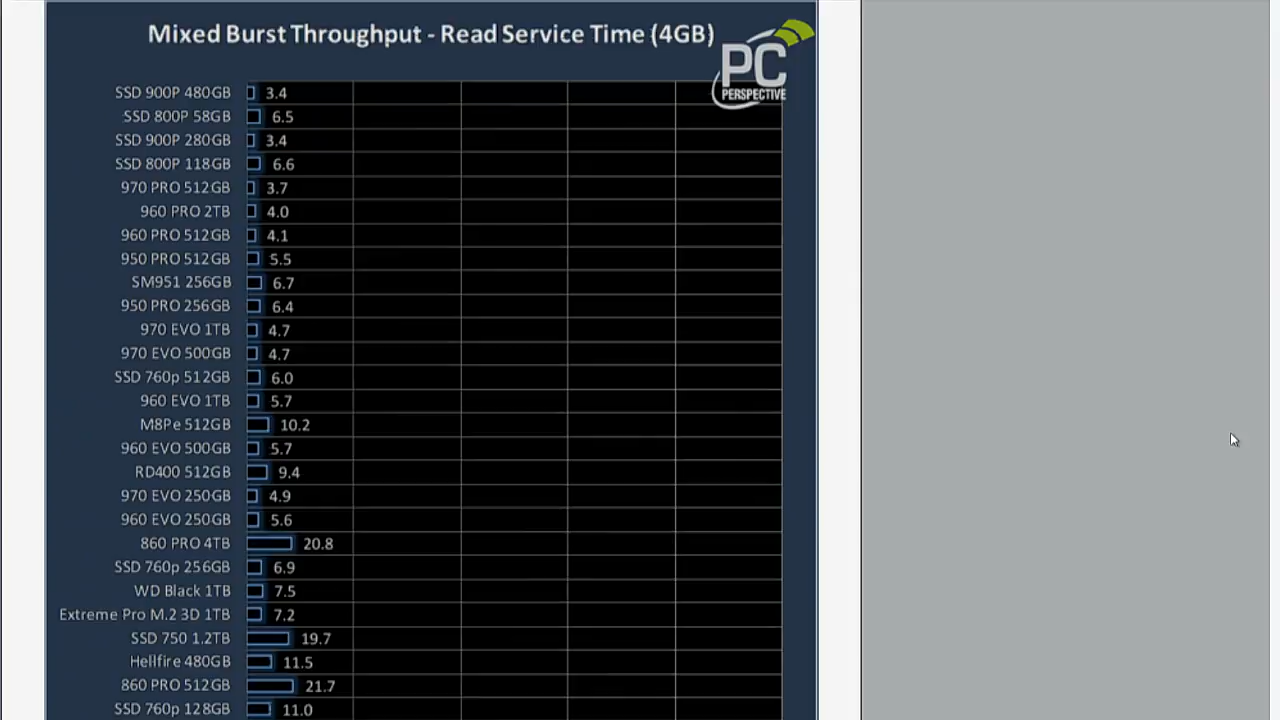 Mixed Burst Throughput - Read Service Time (4GB)
PC
PERSPECTIVE
SSD 900P 480GB 3.4
SSD 800P 58GB 6.5
SSD 900P 280GB 3.4
SSD 800P 118GB 6.6
970 PRO 512GB 3.7
960 PRO 2TB 4.0
960 PRO 512GB 4.1
950 PRO 512GB 5.5
SM951 256GB 6.7
950 PRO 256GB 6.4
970 EVO 1TB 4.7
970 EVO 500GB 4.7
SSD 760p 512GB 6.0
960 EVO 1TB 5.7
M8Pe 512GB 10.2
960 EVO 500GB 5.7
RD400 512GB 9.4
970 EVO 250GB 4.9
960 EVO 250GB 5.6
860 PRO 4TB 20.8
SSD 760p 256GB 6.9
WD Black 1TB 7.5
Extreme Pro M.2 3D 1TB 7.2
SSD 750 1.2TB 19.7
Hellfire 480GB 11.5
860 PRO 512GB 21.7
SSD 760p 128GB 11.0